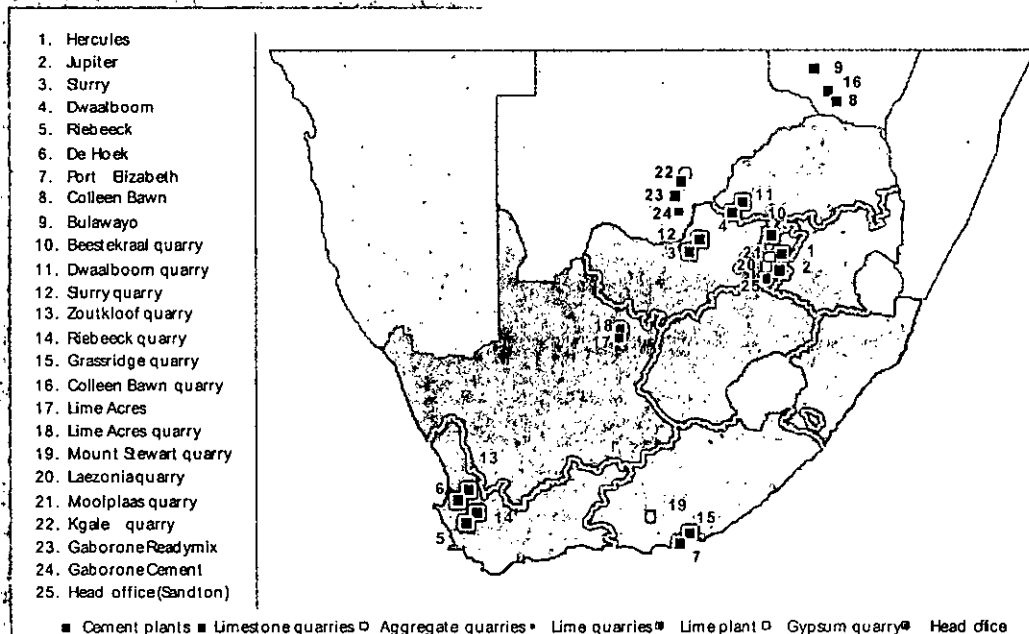 1. Hercules
2. Jupiter
3. Slurry
4. Dwaalboom
5. Riebeeck
6. De Hoek
7. Port Elizabeth
8. Colleen Bawn
9. Bulawayo
10. Beestekraal quarry
11. Dwaalboom quarry
12. Slurry quarry
13. Zoutkloof quarry
14. Riebeeck quarry
15. Grassridge quarry
16. Colleen Bawn quarry
17. Lime Acres
18. Lime Acres quarry
19. Mount Stewart quarry
20. Laezonia quarry
21. Mooiplaas quarry
22. Kgale quarry
23. Gaborone Readymix
24. Gaborone Cement
25. Head office (Sandton)
9
16
8
22
23
24
11
4
10
12
3
21
1
20
2
25
18
17
13
6
14
5
19
15
7
Cement plants Limestone quarries Aggregate quarries Lime quarries Lime plant Gypsum quarry Head office